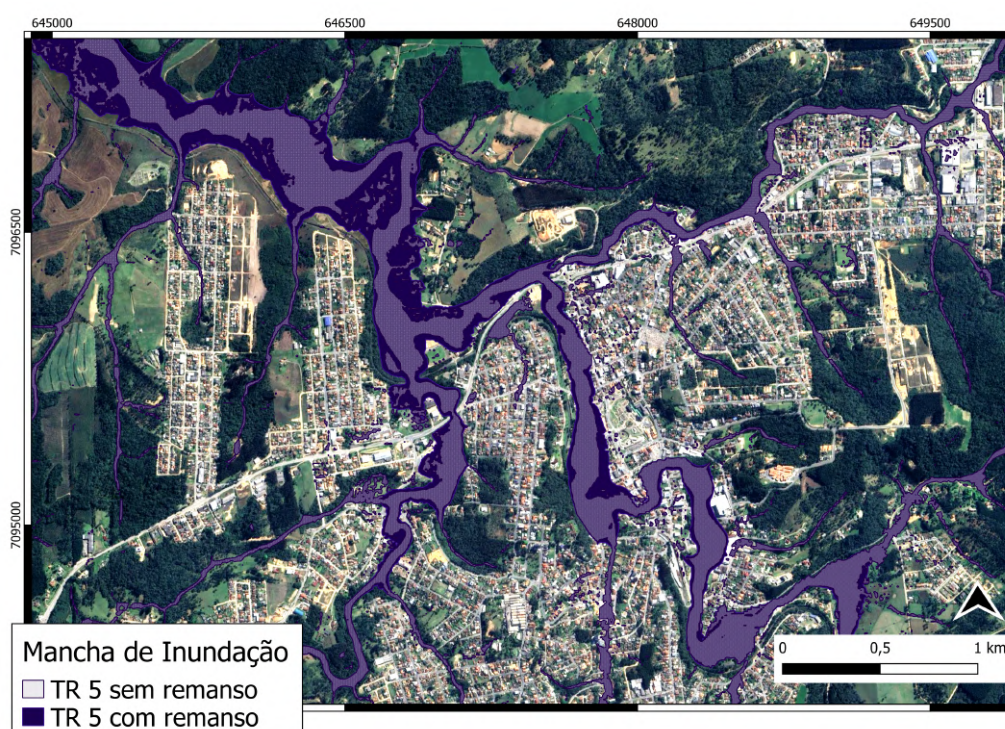 645000 646500 648000 649500
7096500
7095000
Mancha de Inundação
TR 5 sem remanso
TR 5 com remanso
0 0,5 1 km